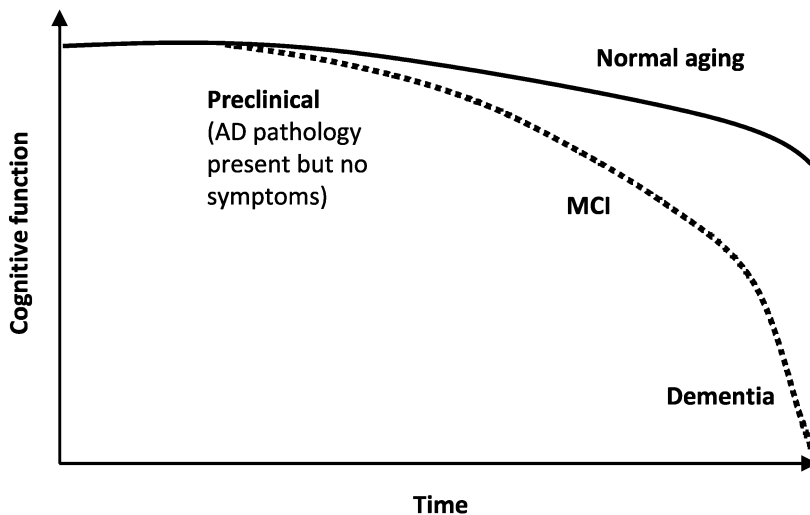 Normal aging
Preclinical
(AD pathology
present but no
symptoms)
MCI
Cognitive function
Dementia
Time